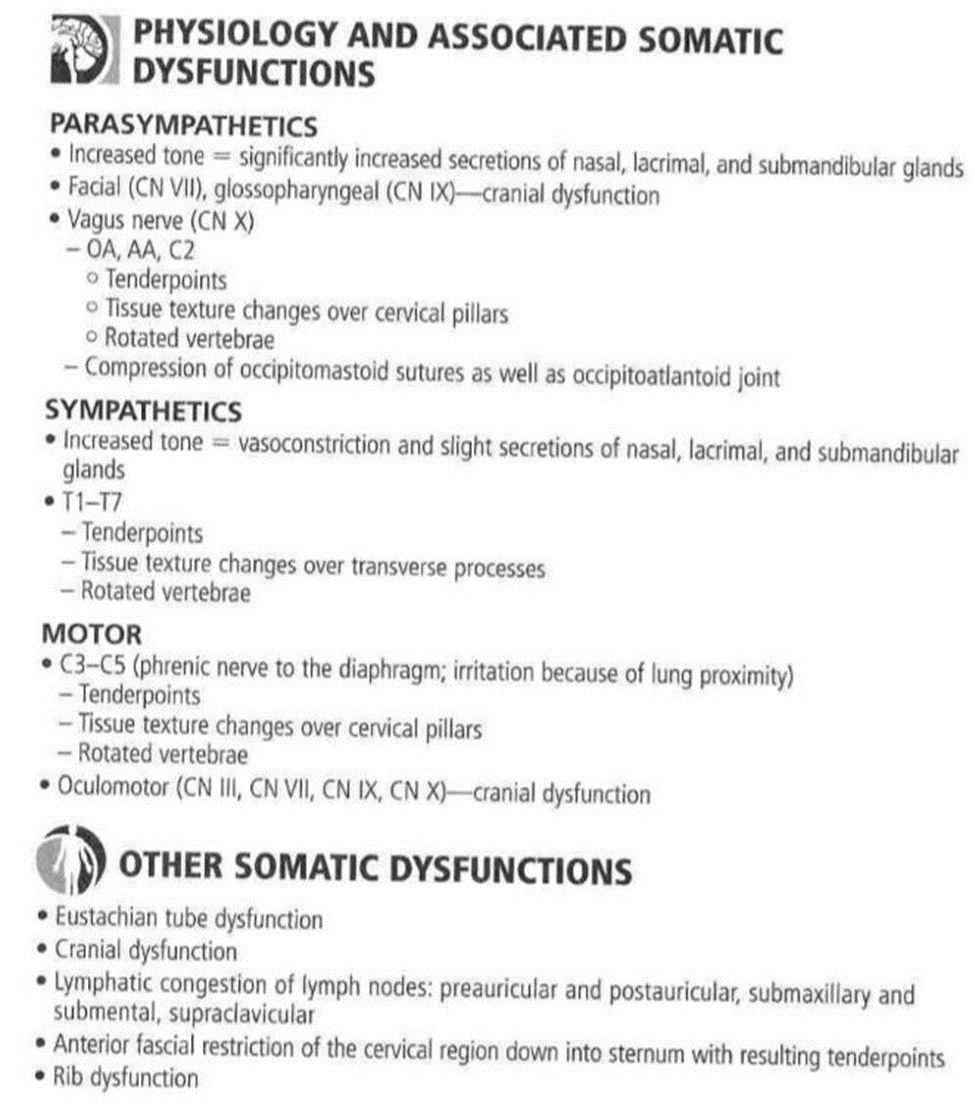 PHYSIOLOGY AND ASSOCIATED SOMATIC
DYSFUNCTIONS
PARASYMPATHETICS
• Increased tone = significantly increased secretions of nasal, lacrimal, and submandibular glands
• Facial (CN VII), glossopharyngeal (CN IX)—cranial dysfunction
• Vagus nerve (CN X)
– OA, AA, C2
○ Tenderpoints
○ Tissue texture changes over cervical pillars
○ Rotated vertebrae
– Compression of occipitomastoid sutures as well as occipitoatlantoid joint
SYMPATHETICS
• Increased tone = vasoconstriction and slight secretions of nasal, lacrimal, and submandibular
glands
• T1–T7
– Tenderpoints
– Tissue texture changes over transverse processes
– Rotated vertebrae
MOTOR
• C3–C5 (phrenic nerve to the diaphragm; irritation because of lung proximity)
– Tenderpoints
– Tissue texture changes over cervical pillars
– Rotated vertebrae
• Oculomotor (CN III, CN VII, CN IX, CN X)—cranial dysfunction
OTHER SOMATIC DYSFUNCTIONS
• Eustachian tube dysfunction
• Cranial dysfunction
• Lymphatic congestion of lymph nodes: preauricular and postauricular, submaxillary and
submental, supraclavicular
• Anterior fascial restriction of the cervical region down into sternum with resulting tenderpoints
• Rib dysfunction